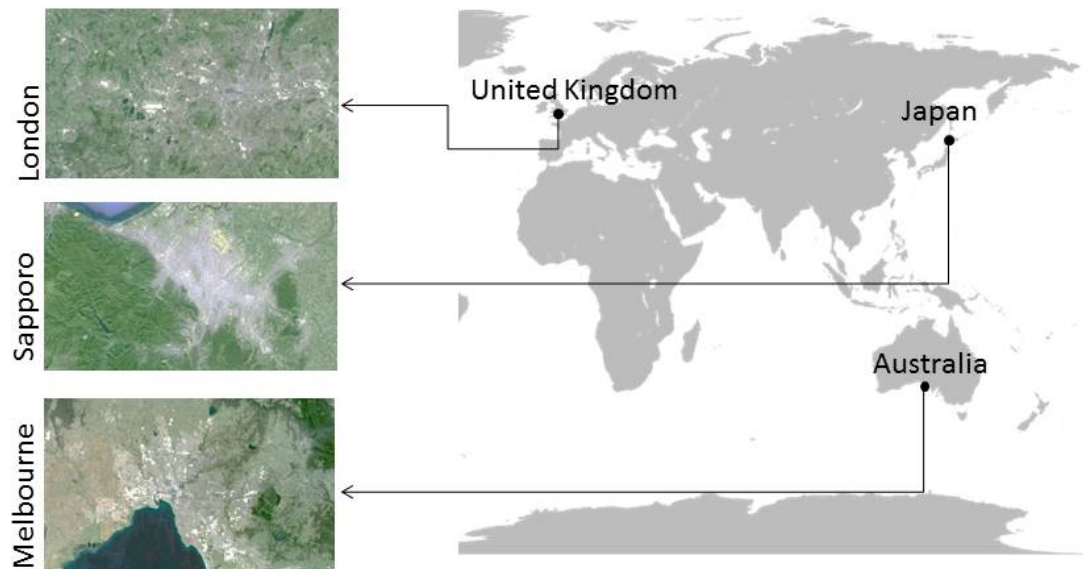 London
United Kingdom
Japan
Sapporo
Australia
Melbourne